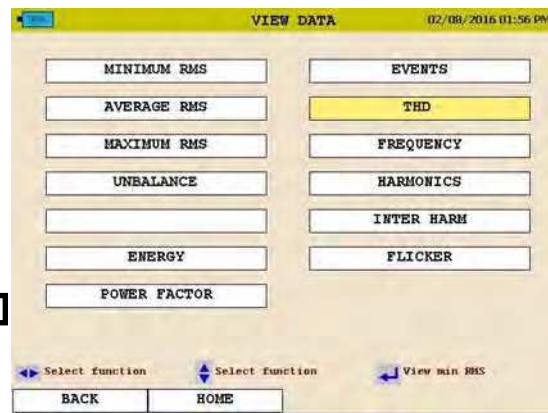 VIEW DATA 02/08/2016 01:56 PM
MINIMUM RMS
AVERAGE RMS
MAXIMUM RMS
UNBALANCE
ENERGY
POWER FACTOR
EVENTS
THD
FREQUENCY
HARMONICS
INTER HARM
FLICKER
Select function Select function View min RMS
BACK HOME